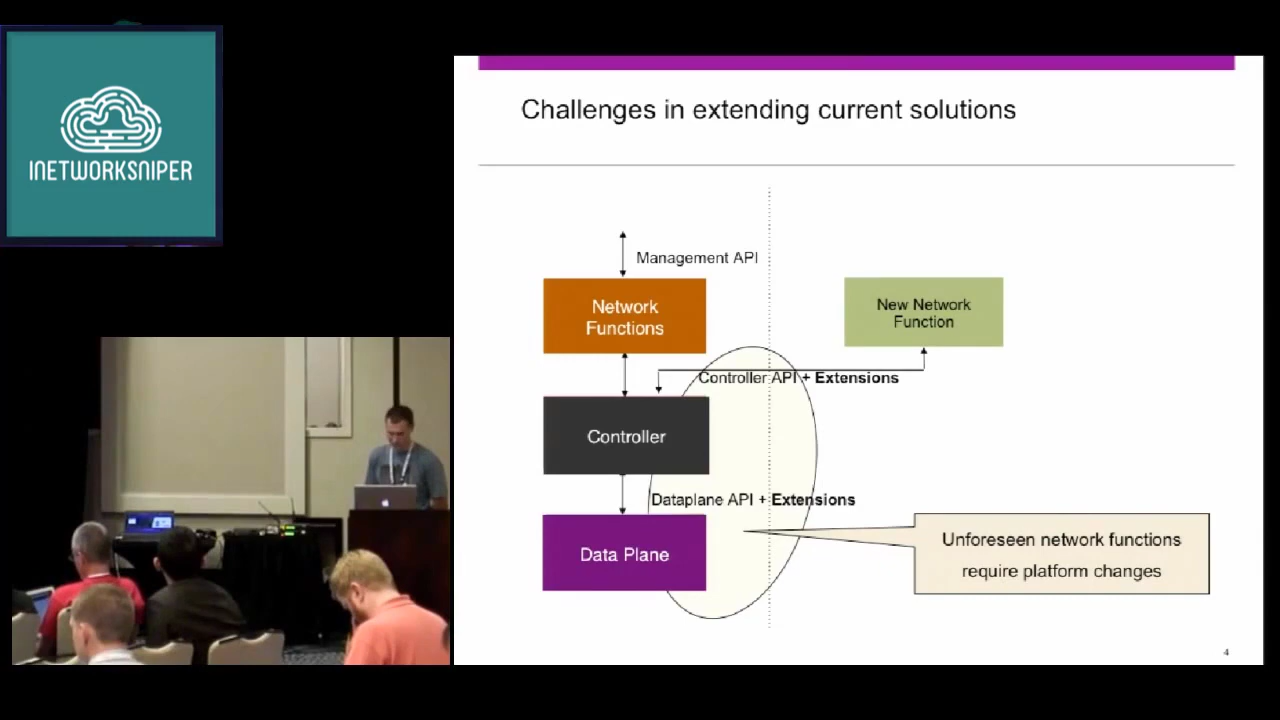 INETWORKSNIPER
Challenges in extending current solutions
Management API
Network
Functions
New Network
Function
Controller API + Extensions
Controller
Dataplane API + Extensions
Data Plane
Unforeseen network functions
require platform changes
4